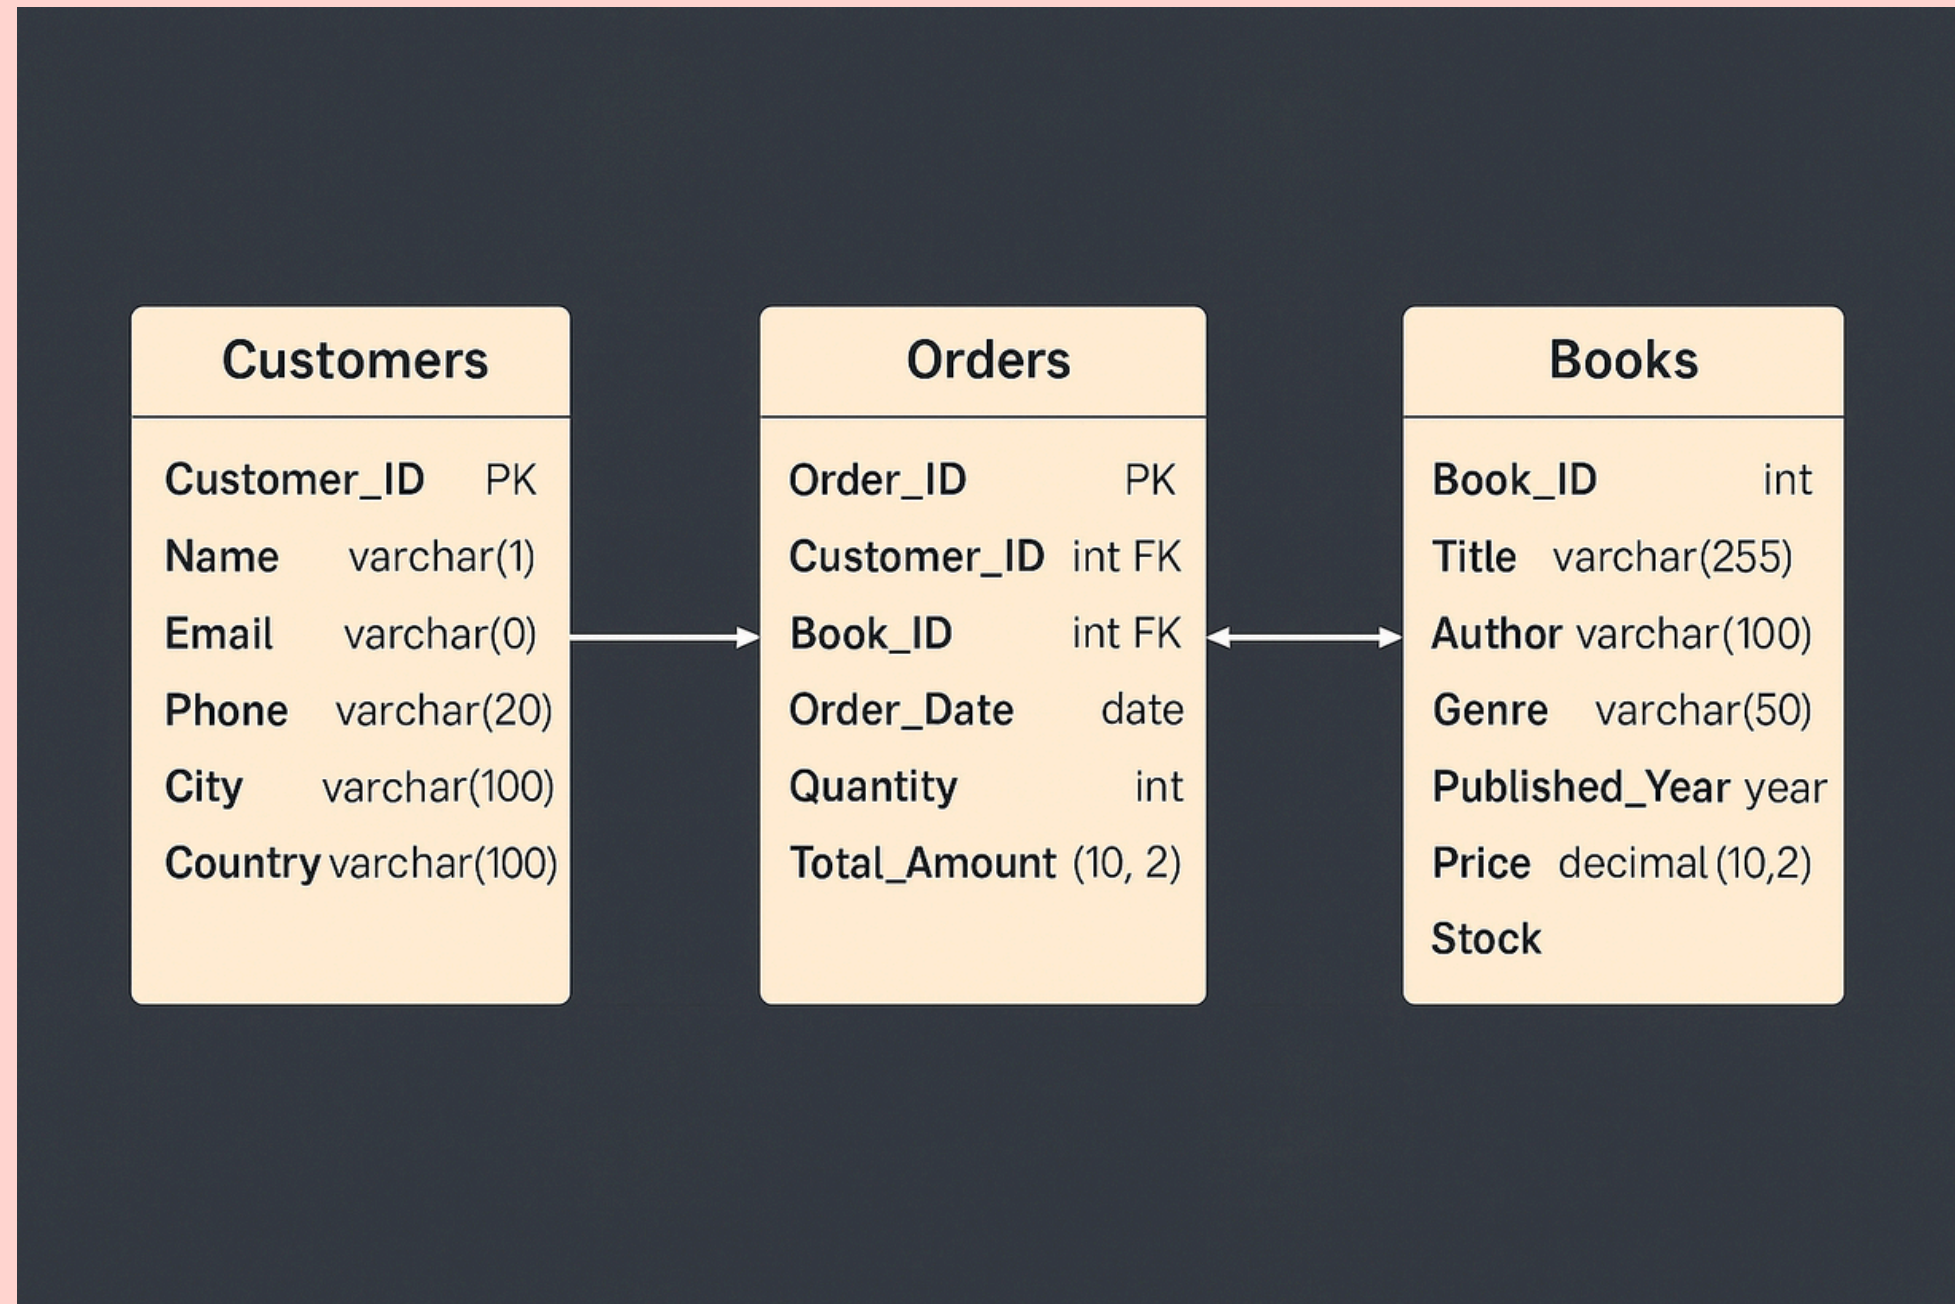 Customers
Customer_ID PK
Name varchar(1)
Email varchar(0)
Phone varchar(20)
City varchar(100)
Country varchar(100)
Orders
Order_ID PK
Customer_ID int FK
Book_ID int FK
Order_Date date
Quantity int
Total_Amount (10, 2)
Books
Book_ID int
Title varchar(255)
Author varchar(100)
Genre varchar(50)
Published_Year year
Price decimal (10,2)
Stock